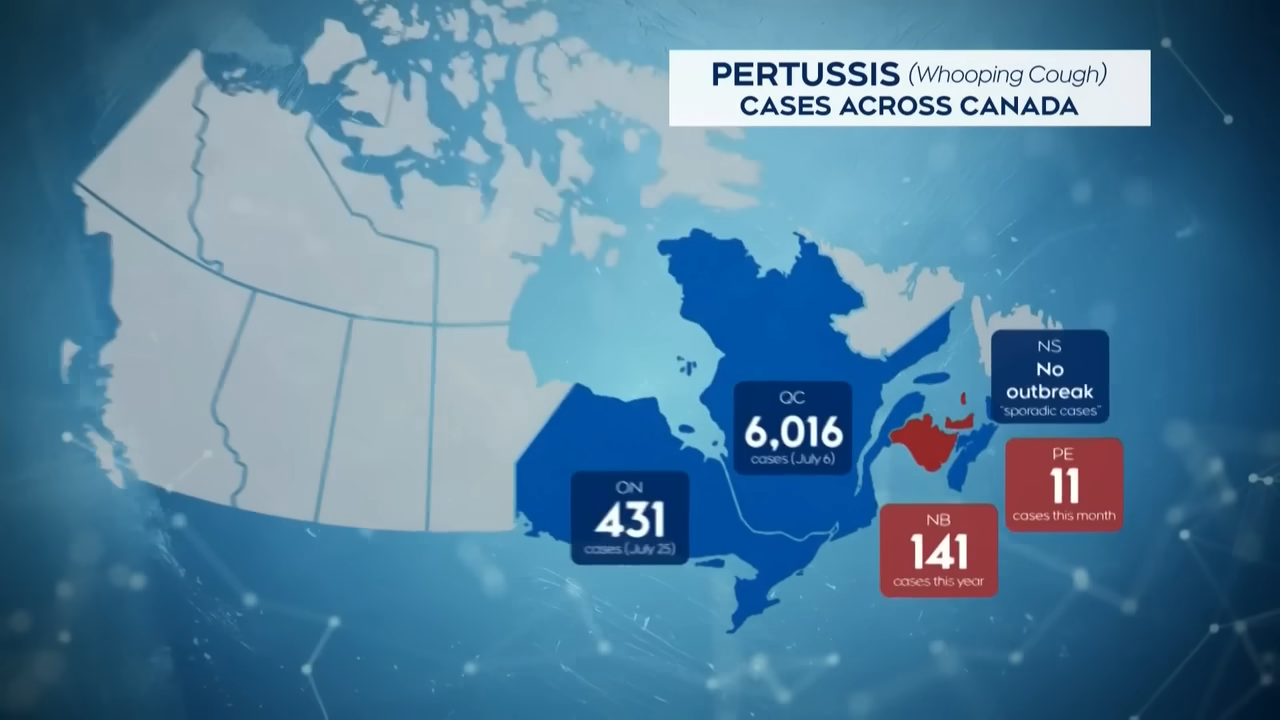 PERTUSSIS (Whooping Cough)
CASES ACROSS CANADA
NS
No
outbreak
"sporadic cases"
QC
6,016
cases (July 6)
PE
11
cases this month
ON
431
cases (July 25)
NB
141
cases this year